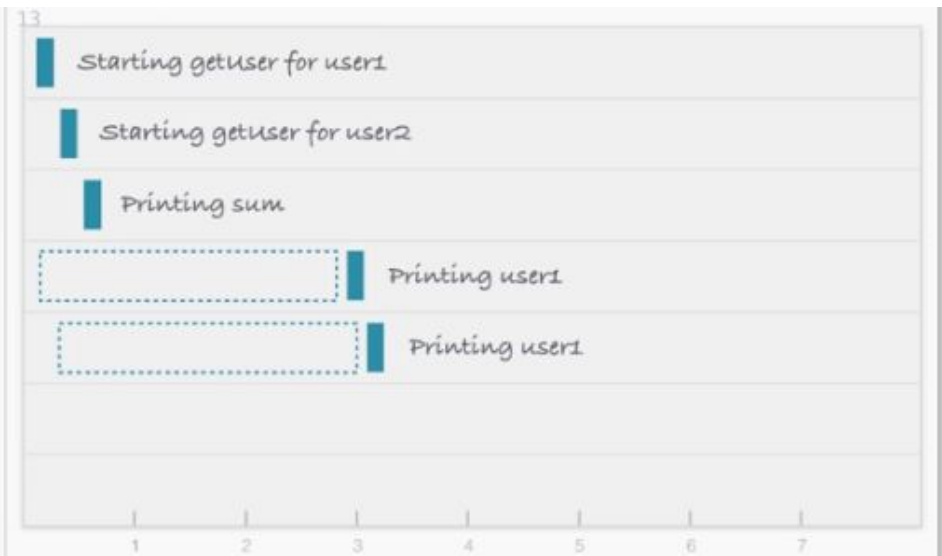 13
Starting getUser for user1
Starting getUser for user2
Printing sum
Printing user1
Printing user1
1 2 3 4 5 6 7